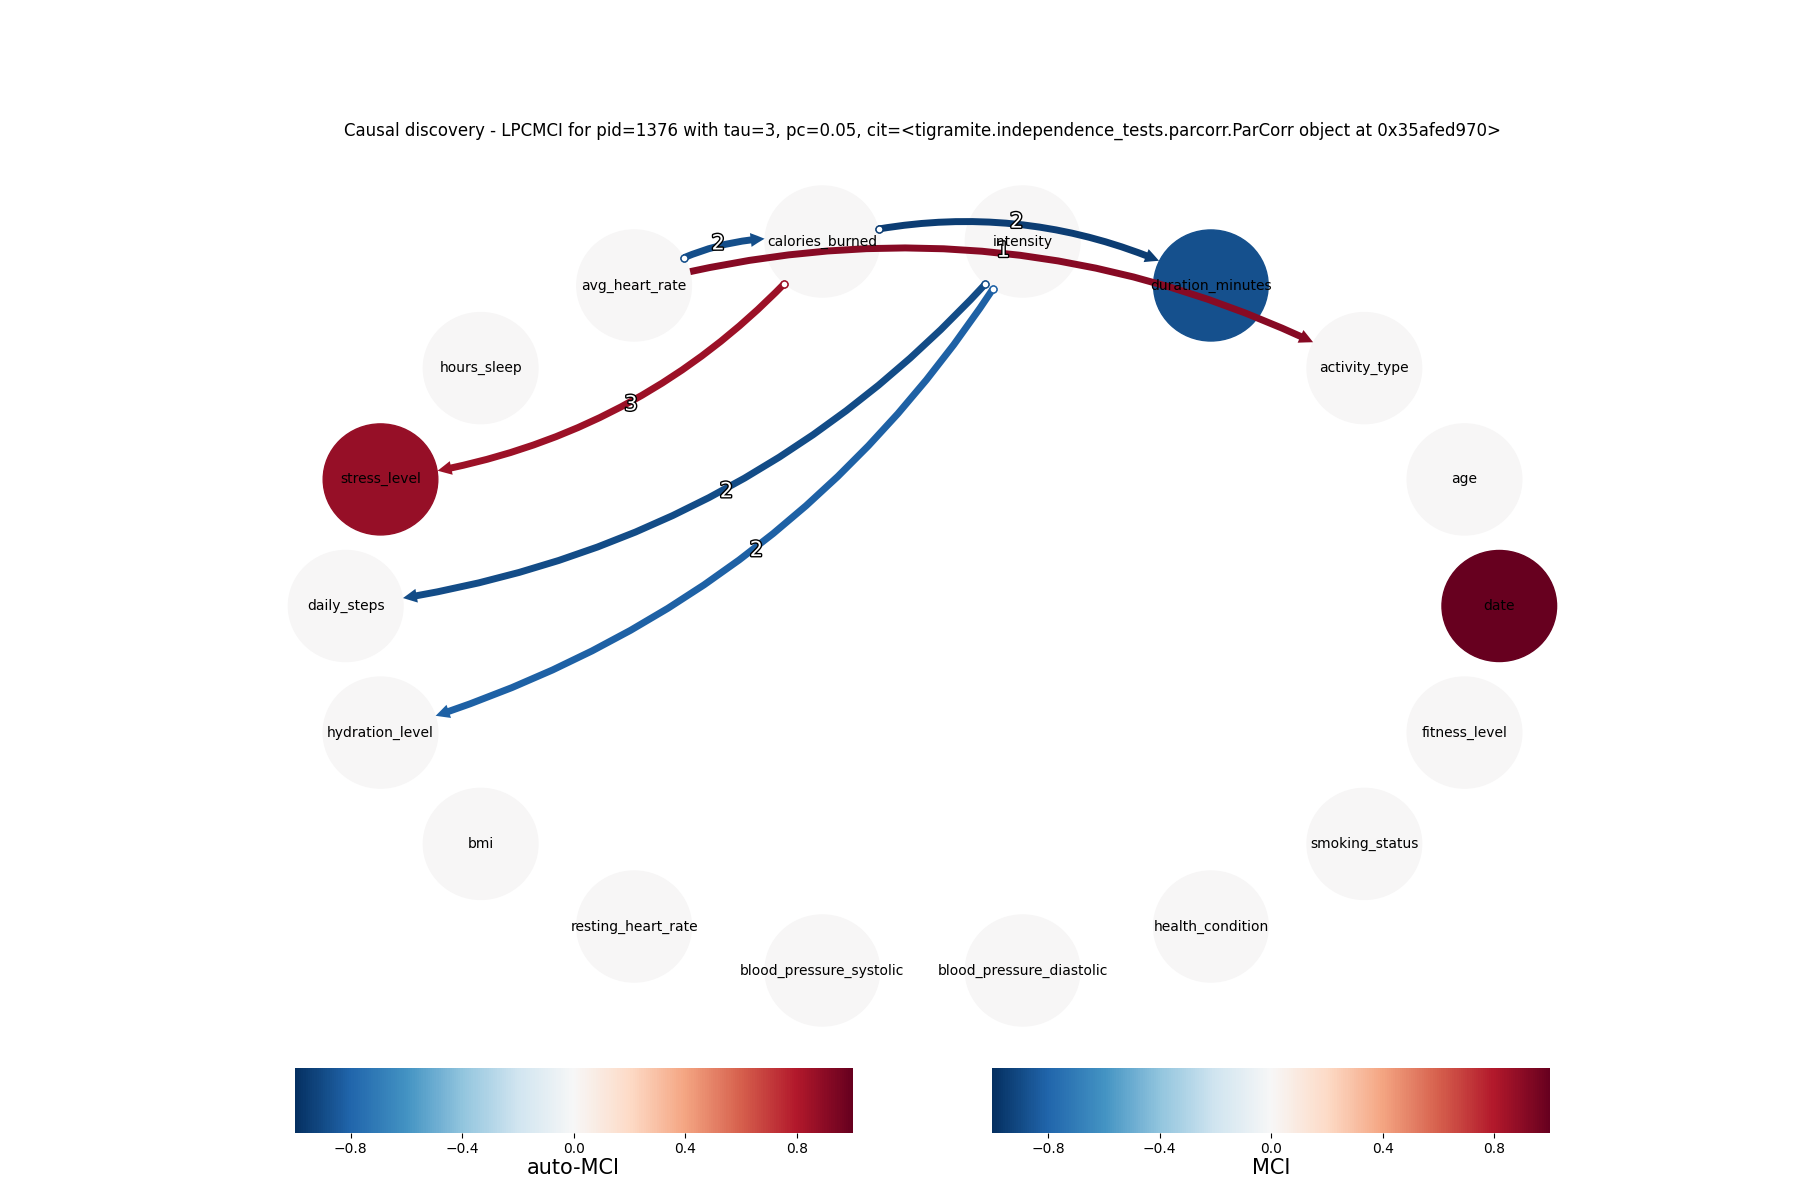 Causal discovery - LPCMCI for pid=1376 with tau=3, pc=0.05, cit=<tigramite.independence_tests.parcorr.ParCorr object at 0x35afed970>
2
calories_burned
2
intensity
1
avg_heart_rate
duration_minutes
hours_sleep
activity_type
3
stress_level
age
2
2
daily_steps
date
hydration_level
fitness_level
bmi
smoking_status
resting_heart_rate
health_condition
blood_pressure_systolic
blood_pressure_diastolic
−0.8 −0.4 0.0 0.4 0.8
auto-MCI
−0.8 −0.4 0.0 0.4 0.8
MCI